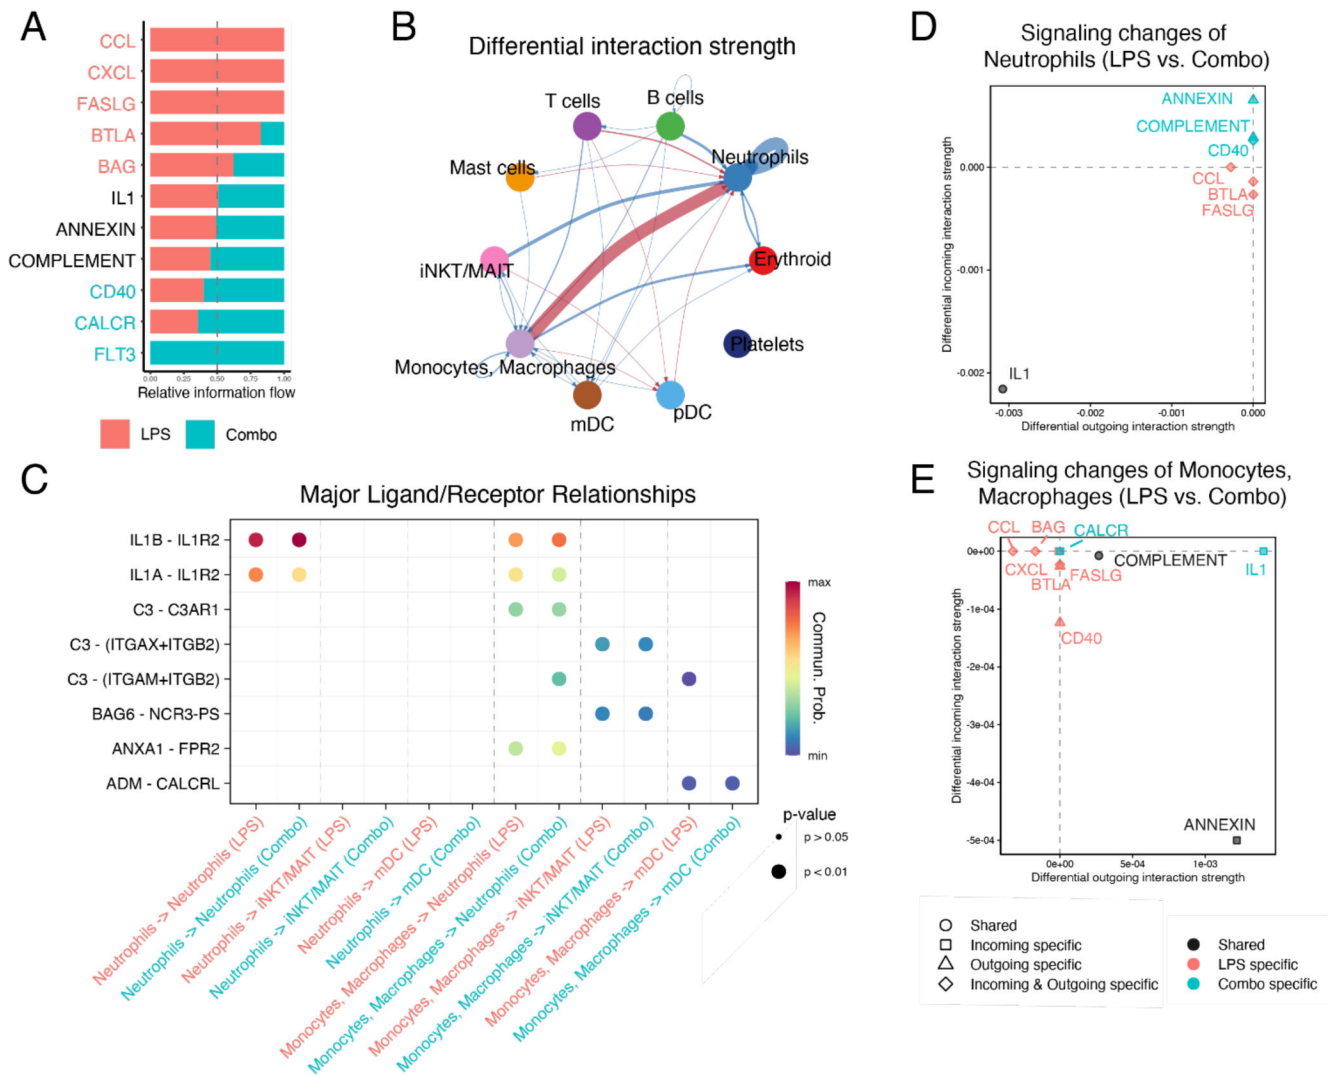 A
CCL
CXCL
FASLG
BTLA
BAG
IL1
ANNEXIN
COMPLEMENT
CD40
CALCR
FLT3
0.00 0.25 0.50 0.75 1.00
Relative information flow
LPS Combo
B
Differential interaction strength
T cells
B cells
Mast cells
Neutrophils
iNKT/MAIT
Erythroid
Platelets
Monocytes, Macrophages
mDC
pDC
C
Major Ligand/Receptor Relationships
IL1B - IL1R2
IL1A - IL1R2
C3 - C3AR1
C3 - (ITGAX+ITGB2)
C3 - (ITGAM+ITGB2)
BAG6 - NCR3-PS
ANXA1 - FPR2
ADM - CALCRL
Neutrophils -> Neutrophils (LPS)
Neutrophils -> Neutrophils (Combo)
Neutrophils -> iNKT/MAIT (LPS)
Neutrophils -> iNKT/MAIT (Combo)
Neutrophils -> mDC (LPS)
Neutrophils -> mDC (Combo)
Monocytes, Macrophages -> Neutrophils (LPS)
Monocytes, Macrophages -> Neutrophils (Combo)
Monocytes, Macrophages -> iNKT/MAIT (LPS)
Monocytes, Macrophages -> iNKT/MAIT (Combo)
Monocytes, Macrophages -> mDC (LPS)
Monocytes, Macrophages -> mDC (Combo)
max
Commun. Prob.
min
p-value
p > 0.05
p < 0.01
D
Signaling changes of
Neutrophils (LPS vs. Combo)
ANNEXIN
COMPLEMENT
CD40
CCL
BTLA
FASLG
IL1
0.000
-0.001
-0.002
Differential incoming interaction strength
-0.003 -0.002 -0.001 0.000
Differential outgoing interaction strength
E
Signaling changes of Monocytes,
Macrophages (LPS vs. Combo)
CCL BAG
CALCR
COMPLEMENT
IL1
CXCL
FASLG
BTLA
CD40
ANNEXIN
0e+00
-1e-04
-2e-04
-3e-04
-4e-04
-5e-04
Differential incoming interaction strength
0e+00 5e-04 1e-03
Differential outgoing interaction strength
Shared
Incoming specific
Outgoing specific
Incoming & Outgoing specific
Shared
LPS specific
Combo specific